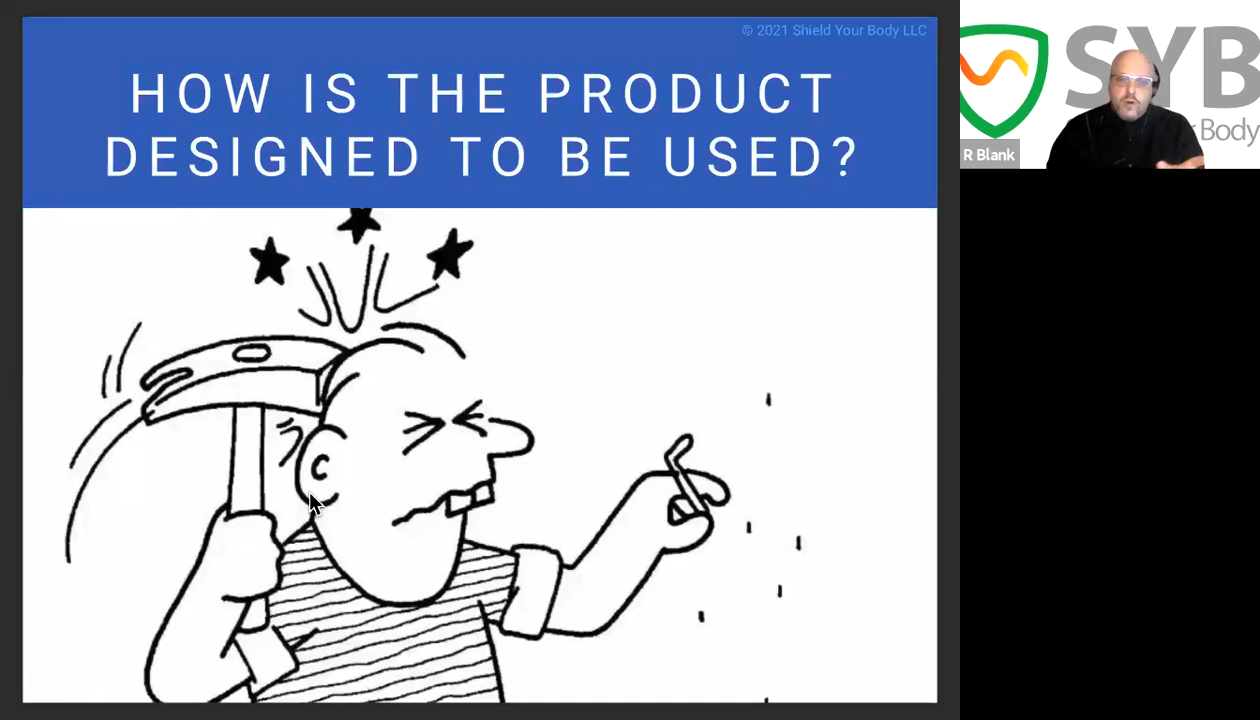 © 2021 Shield Your Body LLC
HOW IS THE PRODUCT
DESIGNED TO BE USED?
SYB
Body
R Blank